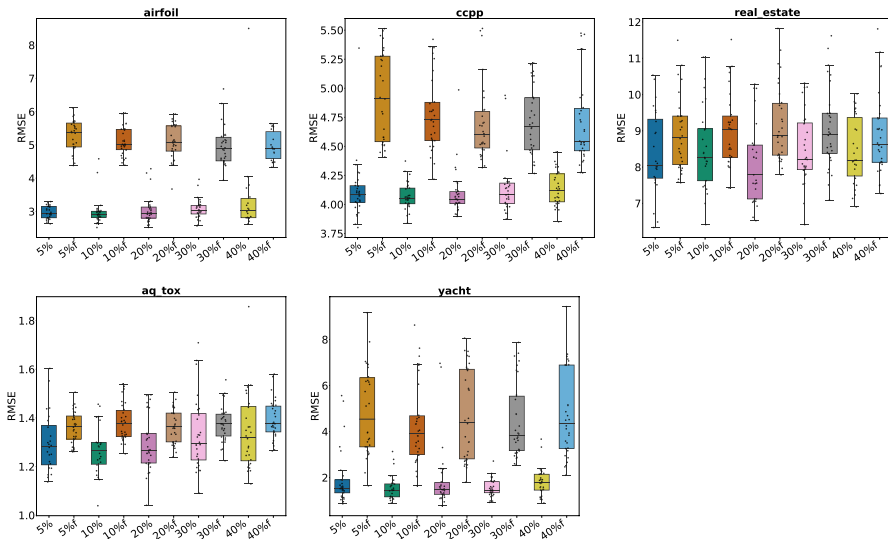 airfoil
RMSE
8
7
6
5
4
3
5% 5%f 10% 10%f 20% 20%f 30% 30%f 40% 40%f
ccpp
RMSE
5.50
5.25
5.00
4.75
4.50
4.25
4.00
3.75
5% 5%f 10% 10%f 20% 20%f 30% 30%f 40% 40%f
real_estate
RMSE
12
11
10
9
8
7
5% 5%f 10% 10%f 20% 20%f 30% 30%f 40% 40%f
aq_tox
RMSE
1.8
1.6
1.4
1.2
1.0
5% 5%f 10% 10%f 20% 20%f 30% 30%f 40% 40%f
yacht
RMSE
8
6
4
2
5% 5%f 10% 10%f 20% 20%f 30% 30%f 40% 40%f